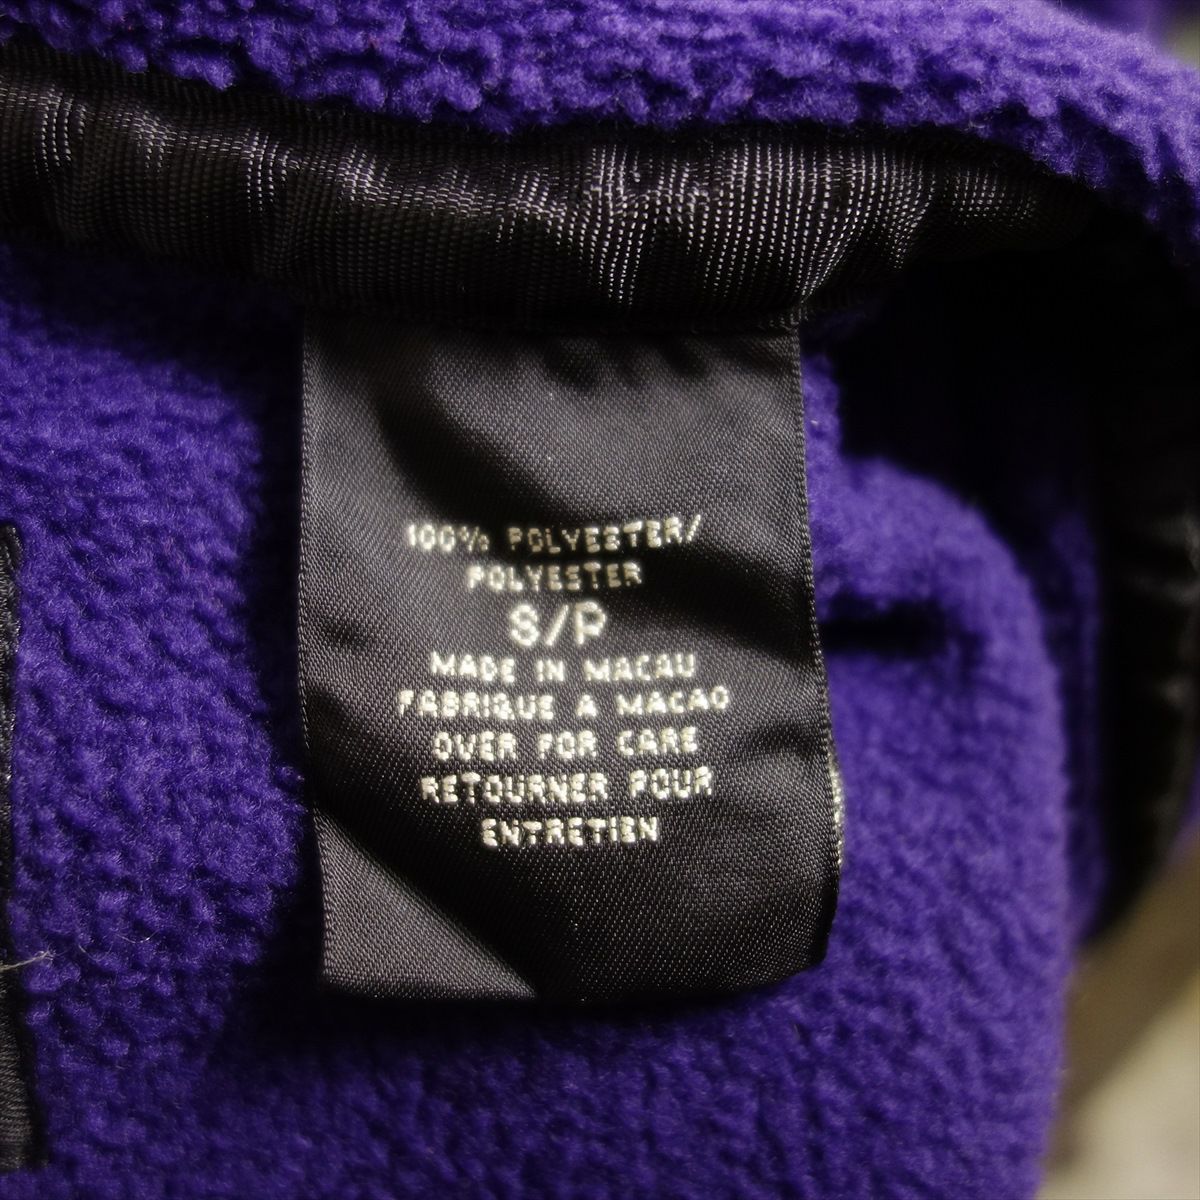 100% POLYESTER/
POLYESTER
S/P
MADE IN MACAU
FABRIQUE A MACAO
OVER FOR CARE
RETOURNER POUR
ENTRETIEN